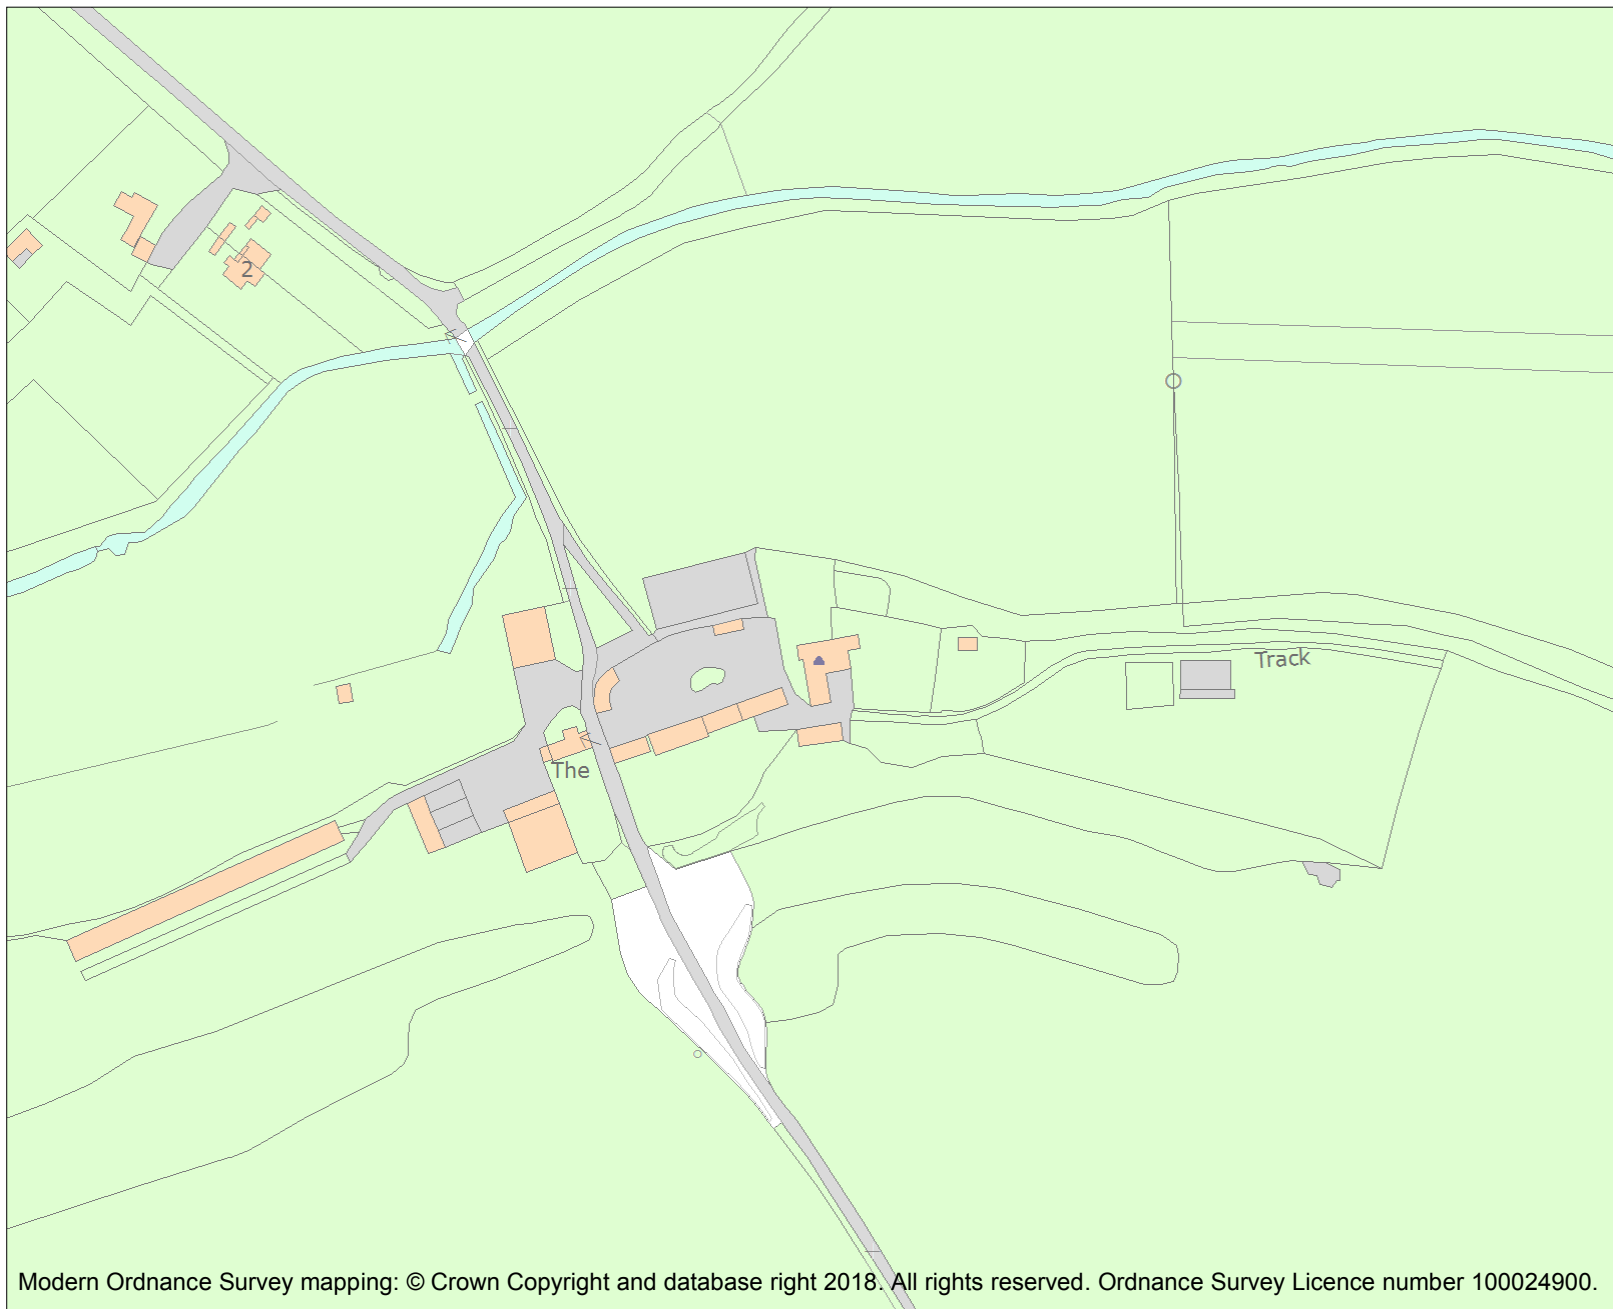 2
Track
The
Modern Ordnance Survey mapping: © Crown Copyright and database right 2018. All rights reserved. Ordnance Survey Licence number 100024900.